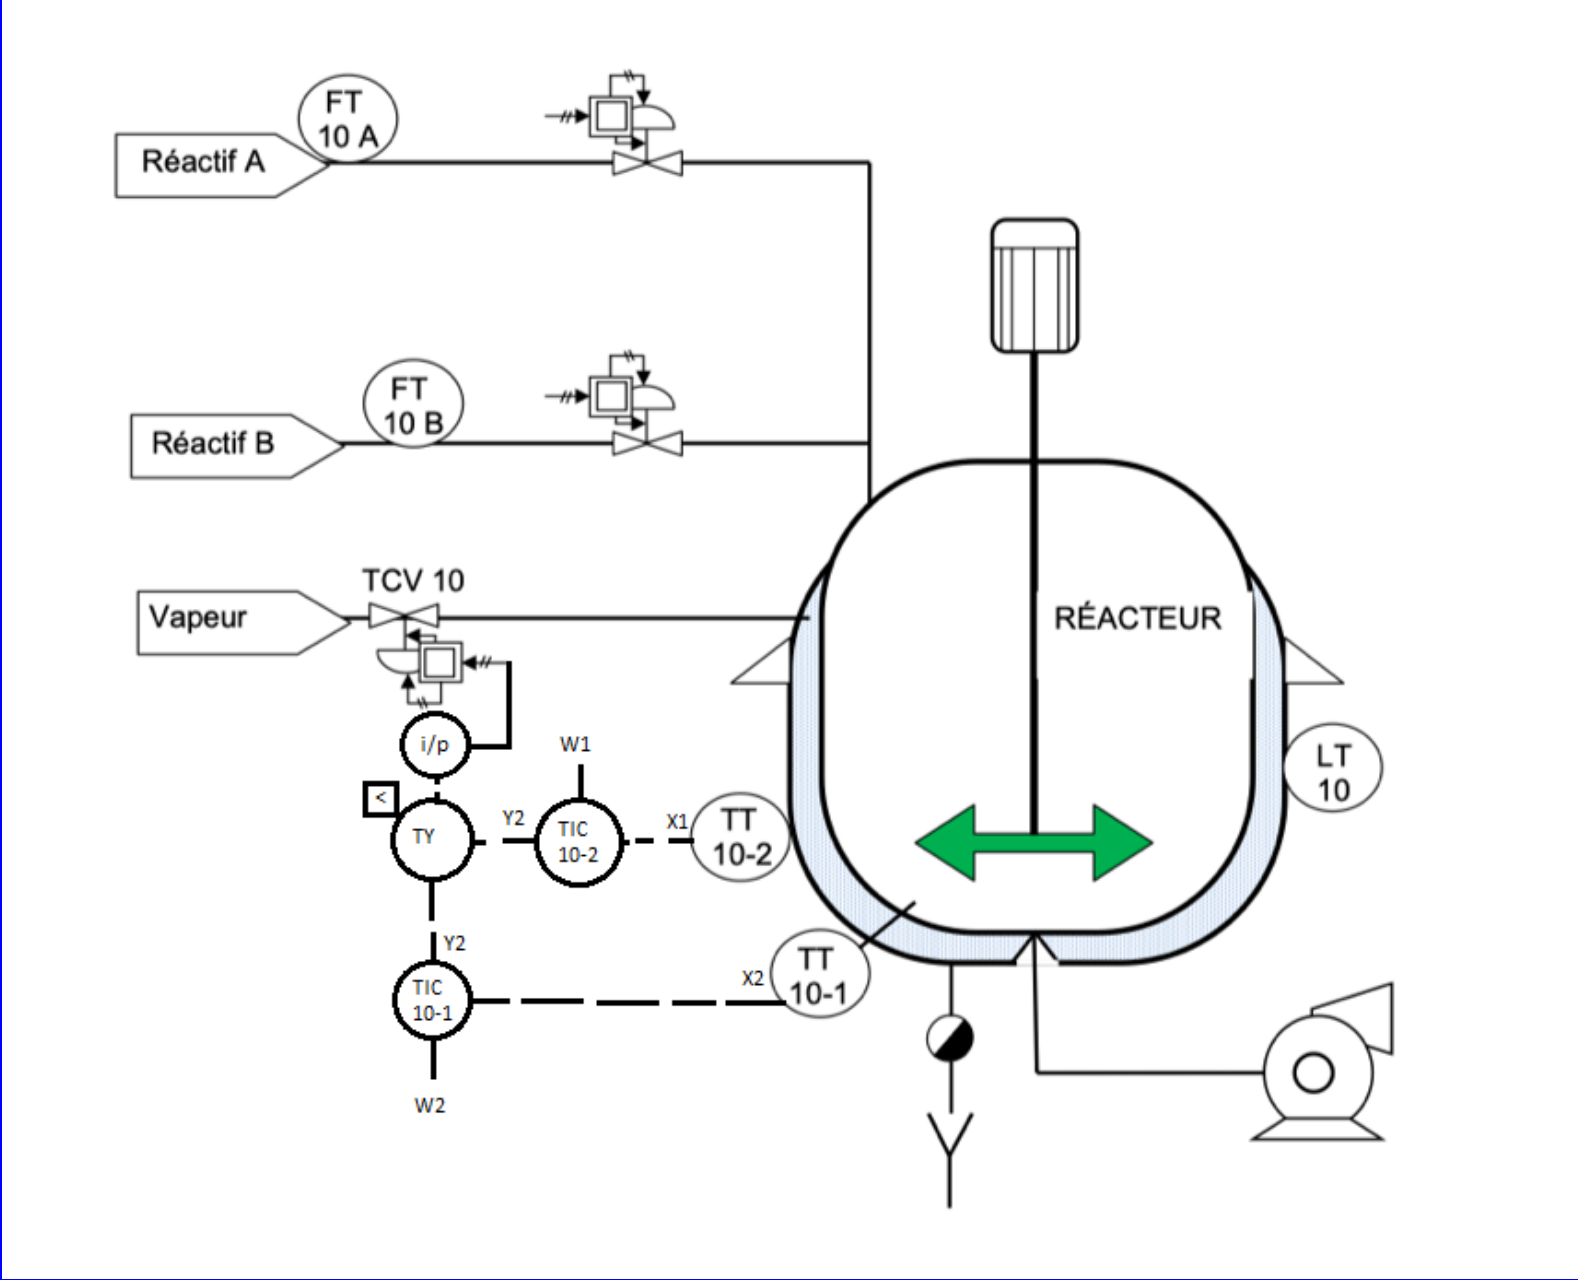 FT
10 A
Réactif A
FT
10 B
Réactif B
TCV 10
Vapeur
RÉACTEUR
i/p
W1
<
TY
Y2
TIC
10-2
X1
TT
10-2
LT
10
Y2
TIC
10-1
X2
TT
10-1
W2